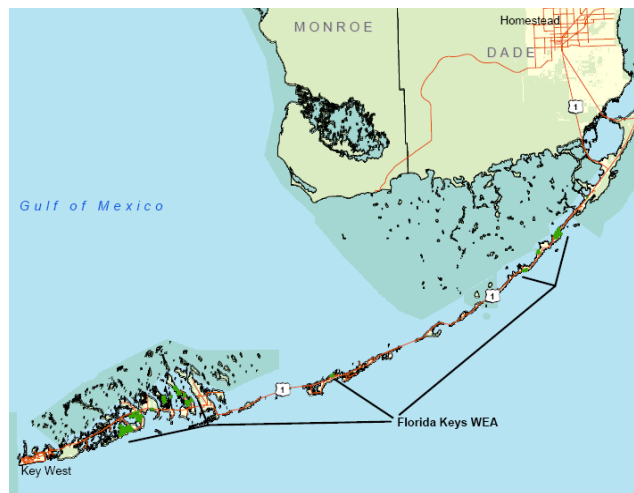 Homestead
MONROE
DADE
1
Gulf of Mexico
1
1
Florida Keys WEA
Key West